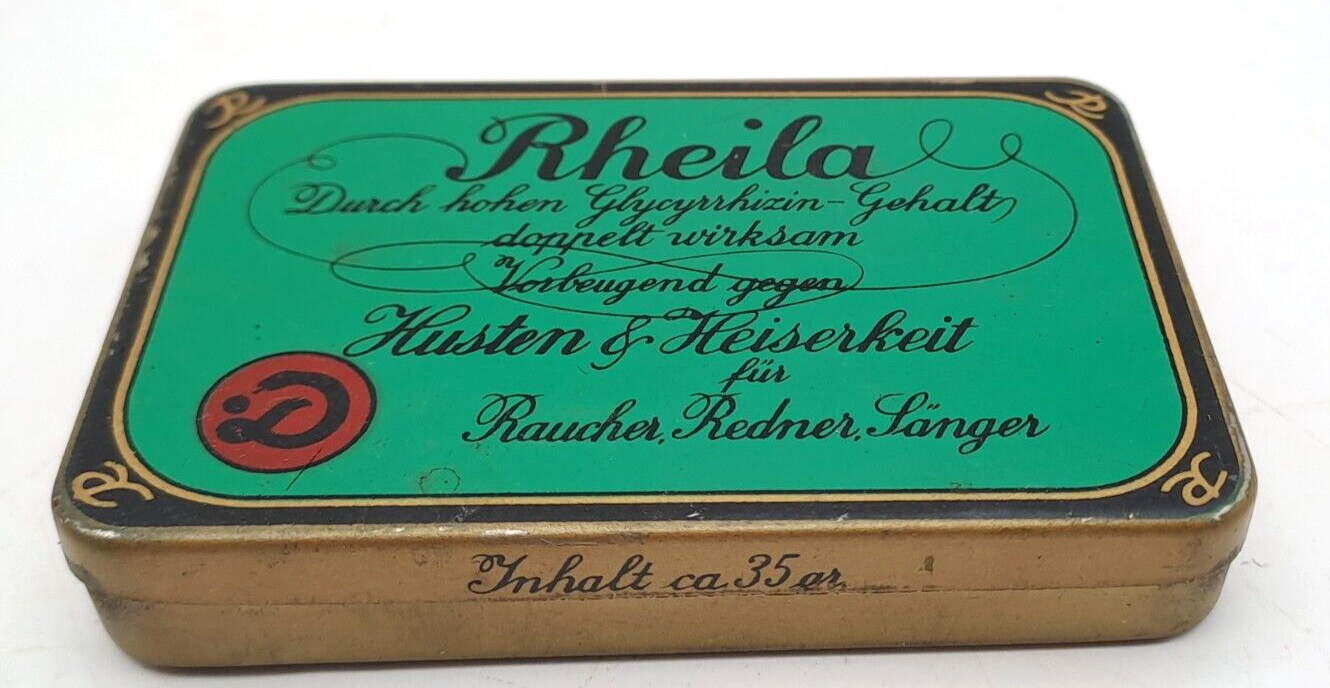 Rheila
Durch hohen Glycyrrhizin-Gehalt
doppelt wirksam
Vorbeugend gegen
Husten & Heiserkeit
für
Raucher, Redner, Sänger
Inhalt ca 35 gr.